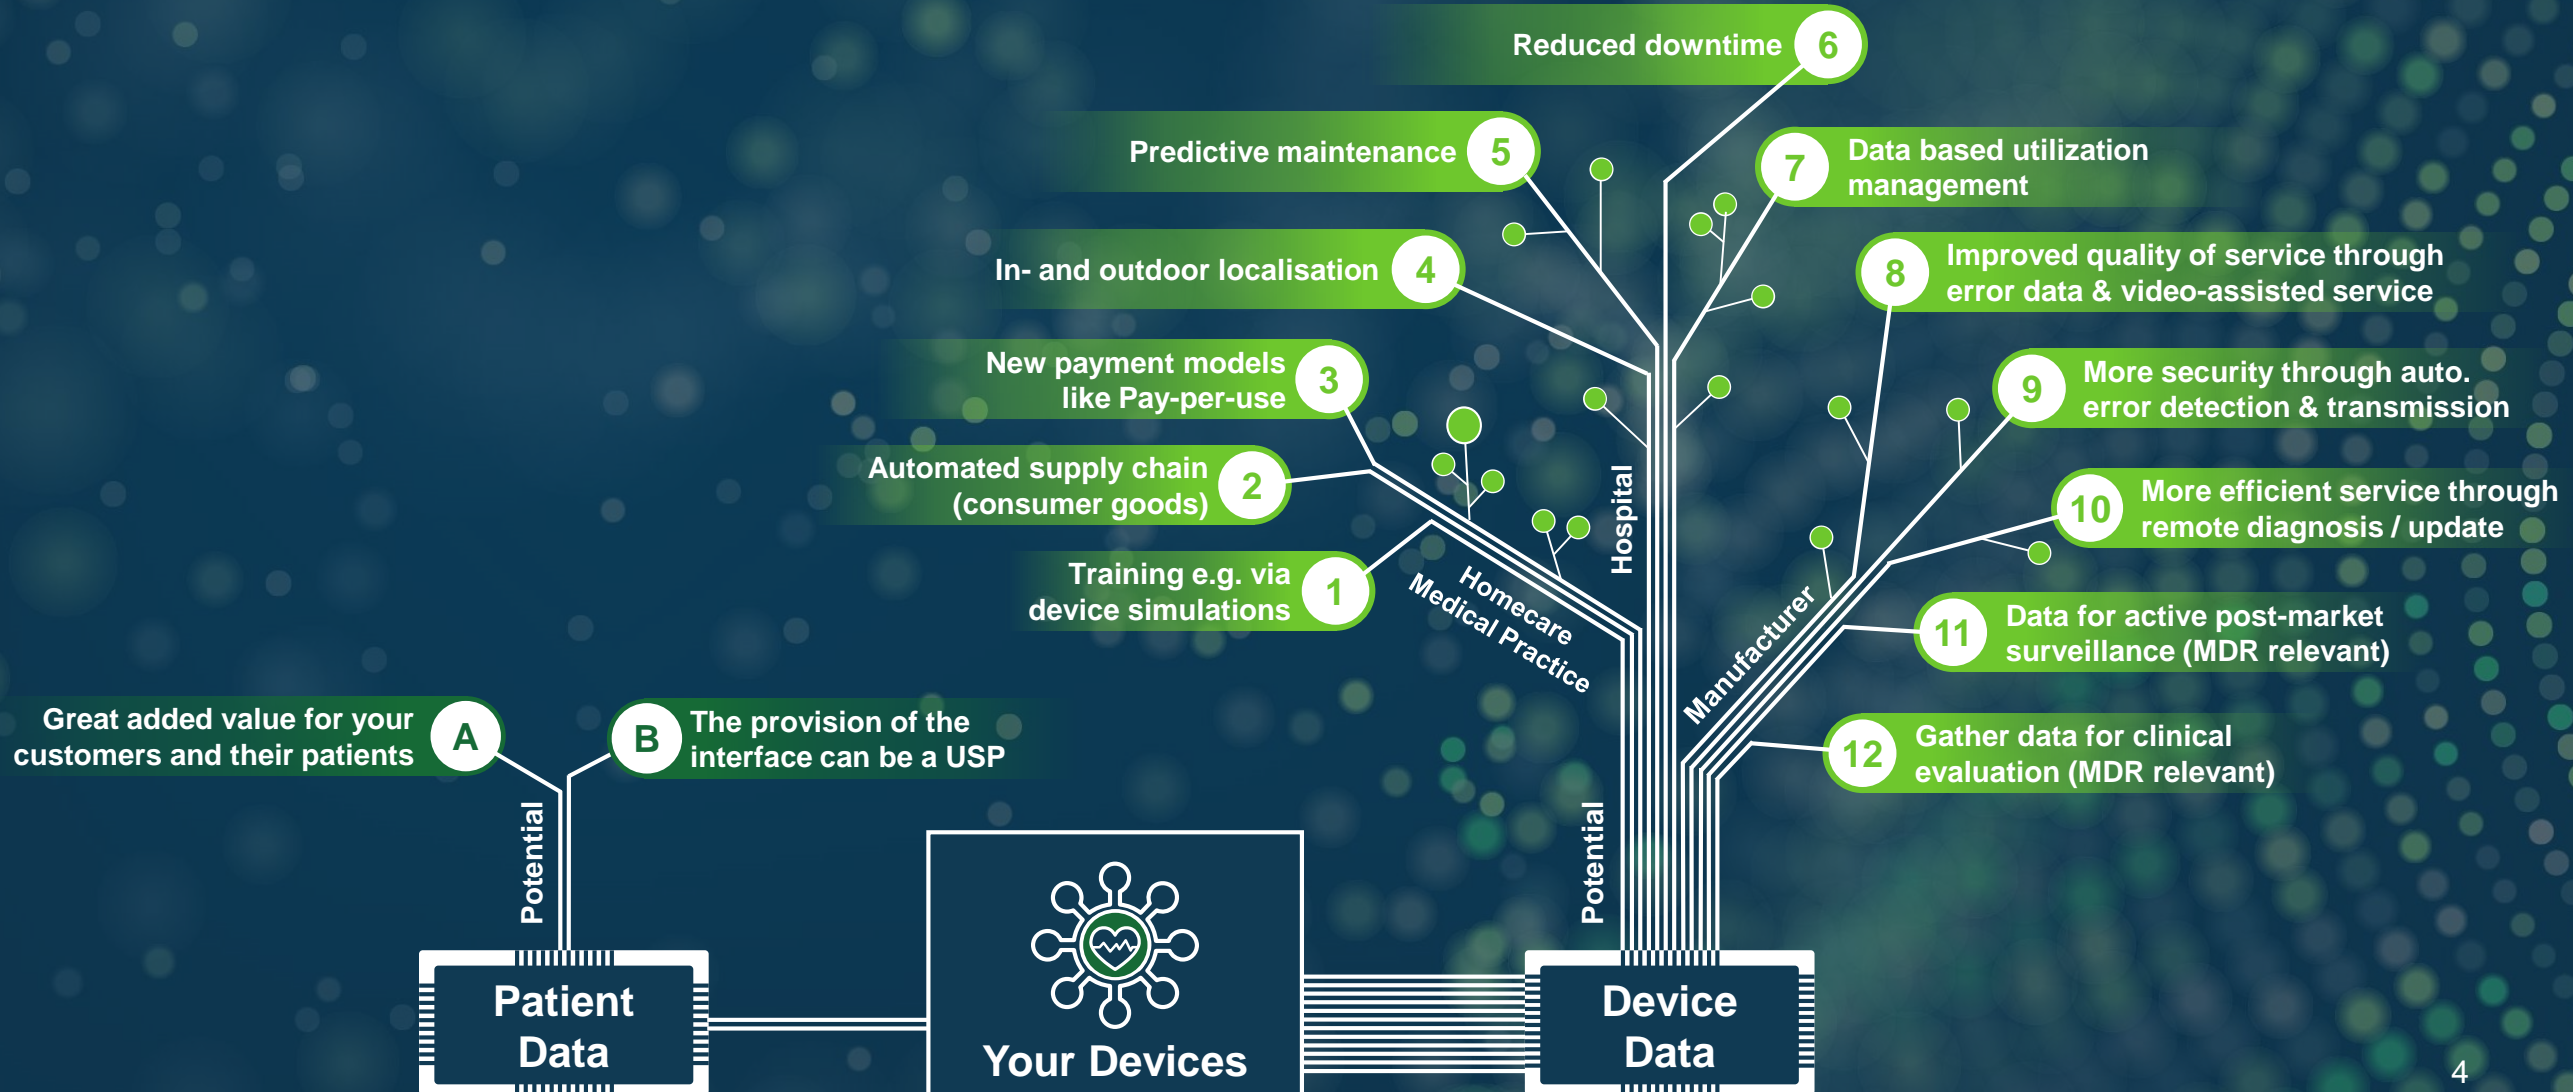 Reduced downtime
6
Predictive maintenance
5
7
Data based utilization
management
In- and outdoor localisation
4
8
Improved quality of service through
error data & video-assisted service
New payment models
like Pay-per-use
3
9
More security through auto.
error detection & transmission
Automated supply chain
(consumer goods)
2
10
More efficient service through
remote diagnosis / update
Training e.g. via
device simulations
1
Homecare
Medical Practice
Hospital
Manufacturer
11
Data for active post-market
surveillance (MDR relevant)
Great added value for your
customers and their patients
A
B
The provision of the
interface can be a USP
12
Gather data for clinical
evaluation (MDR relevant)
Potential
Potential
Patient
Data
Your Devices
Device
Data
4